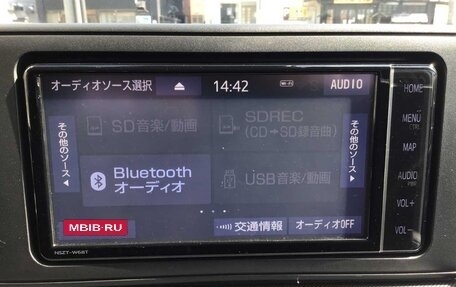 オーディオソース選択
14:42
Wi-Fi
AUDIO
HOME
MENU
MAP
AUDIO
VOL+
VOL-
その他のソース
SD音楽/動画
SDREC
(CD→SD録音曲)
その他のソース
Bluetooth
オーディオ
USB音楽/動画
MBIB·RU
交通情報
オーディオOFF
NSZT-W68T